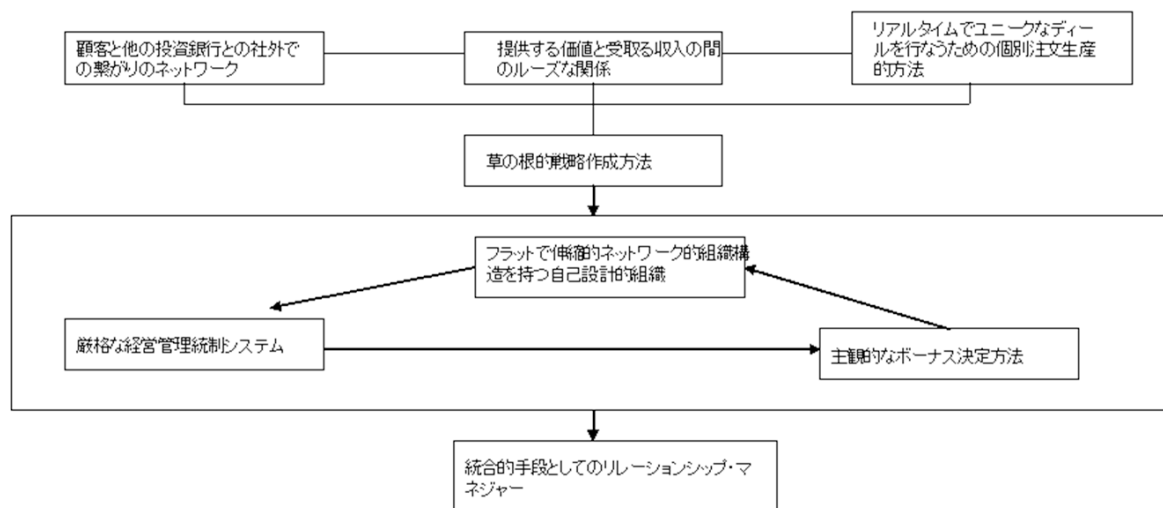 顧客と他の投資銀行との社外で
の繋がりのネットワーク
提供する価値と受取る収入の間
のルーズな関係
リアルタイムでユニークなディー
ルを行なうための個別注文生産
的方法
草の根的戦略作成方法
フラットで伸縮的ネットワーク的組織構
造を持つ自己設計的組織
厳格な経営管理統制システム
主観的なボーナス決定方法
統合的手段としてのリレーションシップ・マ
ネジャー